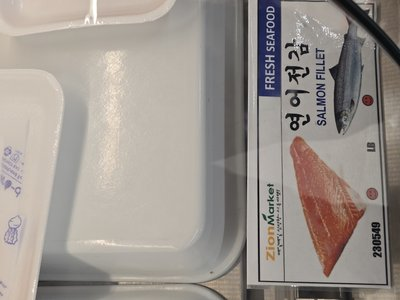 FRESH SEAFOOD
연어 전감
SALMON FILLET
LB
ZionMarket
230549